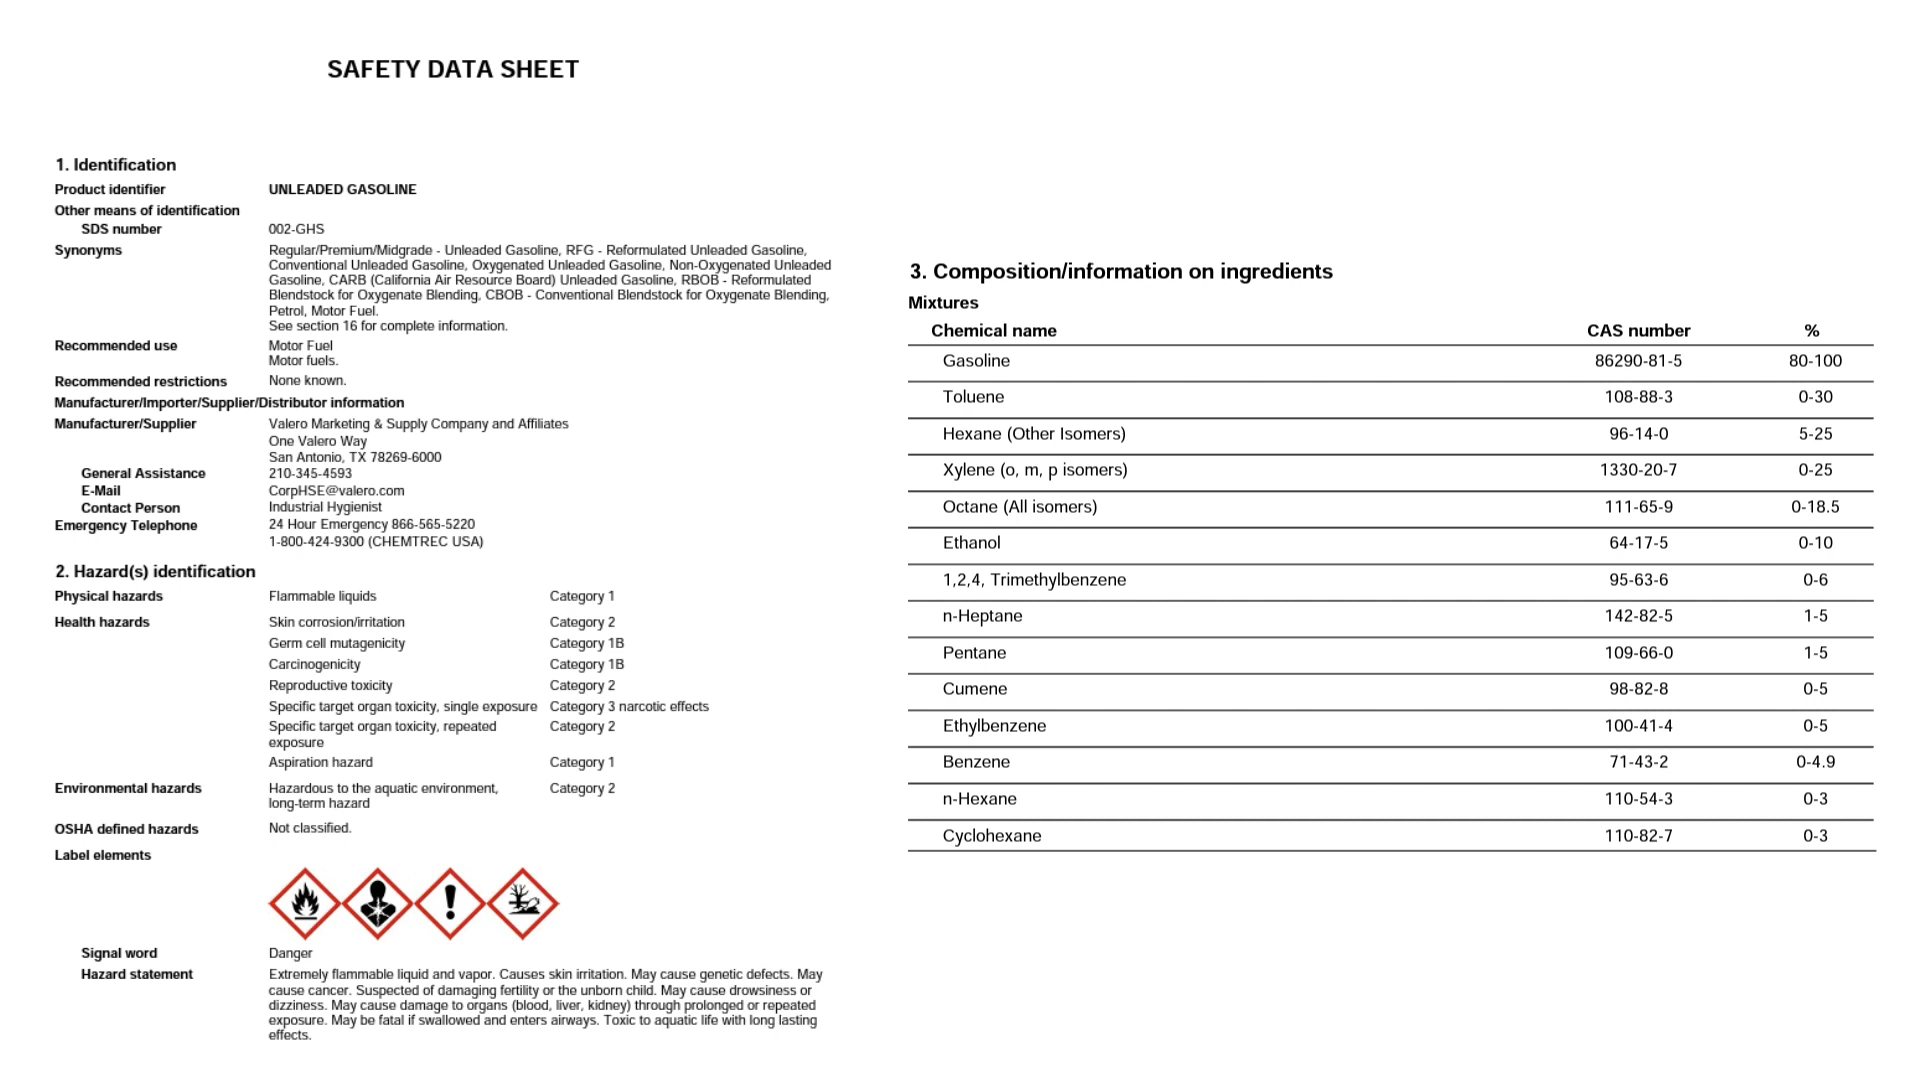 SAFETY DATA SHEET
1. Identification
Product identifier UNLEADED GASOLINE
Other means of identification
SDS number 002-GHS
Synonyms Regular/Premium/Midgrade - Unleaded Gasoline, RFG - Reformulated Unleaded Gasoline,
Conventional Unleaded Gasoline, Oxygenated Unleaded Gasoline, Non-Oxygenated Unleaded
Gasoline, CARB (California Air Resource Board) Unleaded Gasoline, RBOB - Reformulated
Blendstock for Oxygenate Blending, CBOB - Conventional Blendstock for Oxygenate Blending,
Petrol, Motor Fuel.
See section 16 for complete information.
Recommended use Motor Fuel
Motor fuels.
Recommended restrictions None known.
Manufacturer/Importer/Supplier/Distributor information
Manufacturer/Supplier Valero Marketing & Supply Company and Affiliates
One Valero Way
San Antonio, TX 78269-6000
General Assistance 210-345-4593
E-Mail CorpHSE@valero.com
Contact Person Industrial Hygienist
Emergency Telephone 24 Hour Emergency 866-565-5220
1-800-424-9300 (CHEMTREC USA)
2. Hazard(s) identification
Physical hazards Flammable liquids Category 1
Health hazards Skin corrosion/irritation Category 2
Germ cell mutagenicity Category 1B
Carcinogenicity Category 1B
Reproductive toxicity Category 2
Specific target organ toxicity, single exposure Category 3 narcotic effects
Specific target organ toxicity, repeated Category 2
exposure
Aspiration hazard Category 1
Environmental hazards Hazardous to the aquatic environment, Category 2
long-term hazard
OSHA defined hazards Not classified.
Label elements
Signal word Danger
Hazard statement Extremely flammable liquid and vapor. Causes skin irritation. May cause genetic defects. May
cause cancer. Suspected of damaging fertility or the unborn child. May cause drowsiness or
dizziness. May cause damage to organs (blood, liver, kidney) through prolonged or repeated
exposure. May be fatal if swallowed and enters airways. Toxic to aquatic life with long lasting
effects.
3. Composition/information on ingredients
Mixtures
Chemical name CAS number %
Gasoline 86290-81-5 80-100
Toluene 108-88-3 0-30
Hexane (Other Isomers) 96-14-0 5-25
Xylene (o, m, p isomers) 1330-20-7 0-25
Octane (All isomers) 111-65-9 0-18.5
Ethanol 64-17-5 0-10
1,2,4, Trimethylbenzene 95-63-6 0-6
n-Heptane 142-82-5 1-5
Pentane 109-66-0 1-5
Cumene 98-82-8 0-5
Ethylbenzene 100-41-4 0-5
Benzene 71-43-2 0-4.9
n-Hexane 110-54-3 0-3
Cyclohexane 110-82-7 0-3